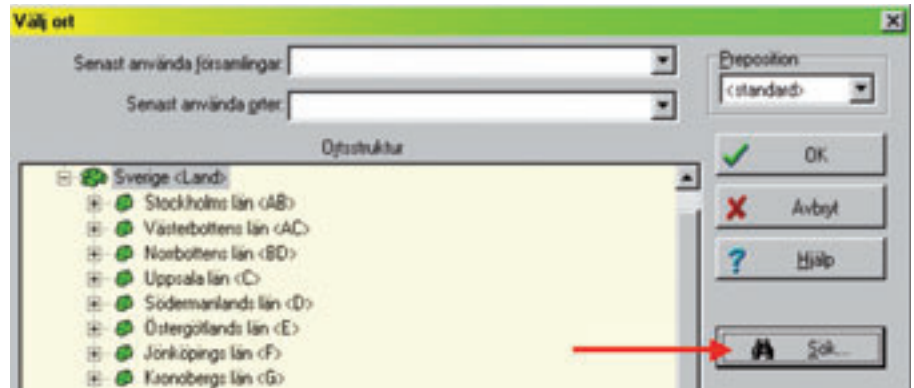 Välj ort
Senast använda församlingar:
Preposition
<standard>
Senast använda orter:
Ortsstruktur
OK
Sverige <Land>
Stockholms län <AB>
Västerbottens län <AC>
Avbryt
Norrbottens län <BD>
Uppsala län <C>
Hjälp
Södermanlands län <D>
Östergötlands län <E>
Jönköpings län <F>
Sök...
Kronobergs län <G>